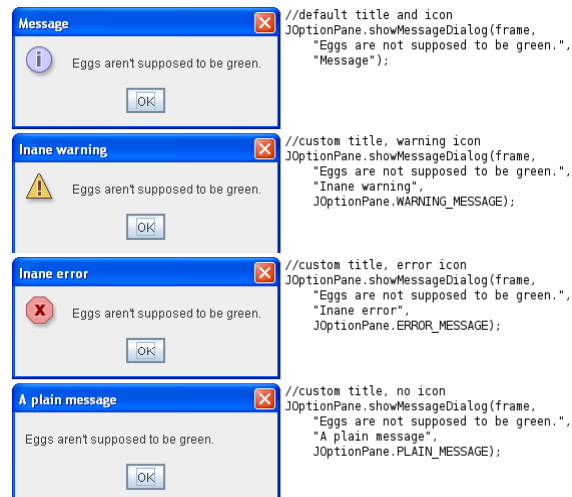 Message
Eggs aren't supposed to be green.
OK
//default title and icon
JOptionPane.showMessageDialog(frame,
    "Eggs are not supposed to be green.",
    "Message");
Inane warning
Eggs aren't supposed to be green.
OK
//custom title, warning icon
JOptionPane.showMessageDialog(frame,
    "Eggs are not supposed to be green.",
    "Inane warning",
    JOptionPane.WARNING_MESSAGE);
Inane error
Eggs aren't supposed to be green.
OK
//custom title, error icon
JOptionPane.showMessageDialog(frame,
    "Eggs are not supposed to be green.",
    "Inane error",
    JOptionPane.ERROR_MESSAGE);
A plain message
Eggs aren't supposed to be green.
OK
//custom title, no icon
JOptionPane.showMessageDialog(frame,
    "Eggs are not supposed to be green.",
    "A plain message",
    JOptionPane.PLAIN_MESSAGE);